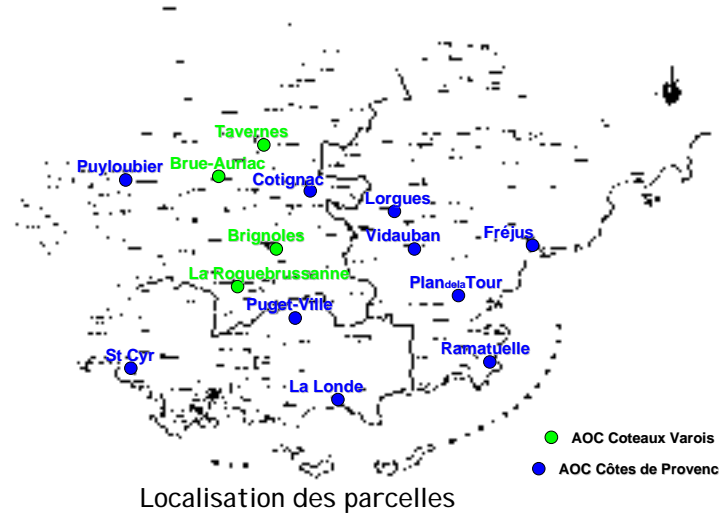 Tavernes
Puyloubier
Brue-Auriac
Cotignac
Lorgues
Brignoles
Vidauban
Fréjus
La Roquebrussanne
PlandelaTour
Puget-Ville
St Cyr
Ramatuelle
La Londe
AOC Coteaux Varois
AOC Côtes de Provenc
Localisation des parcelles